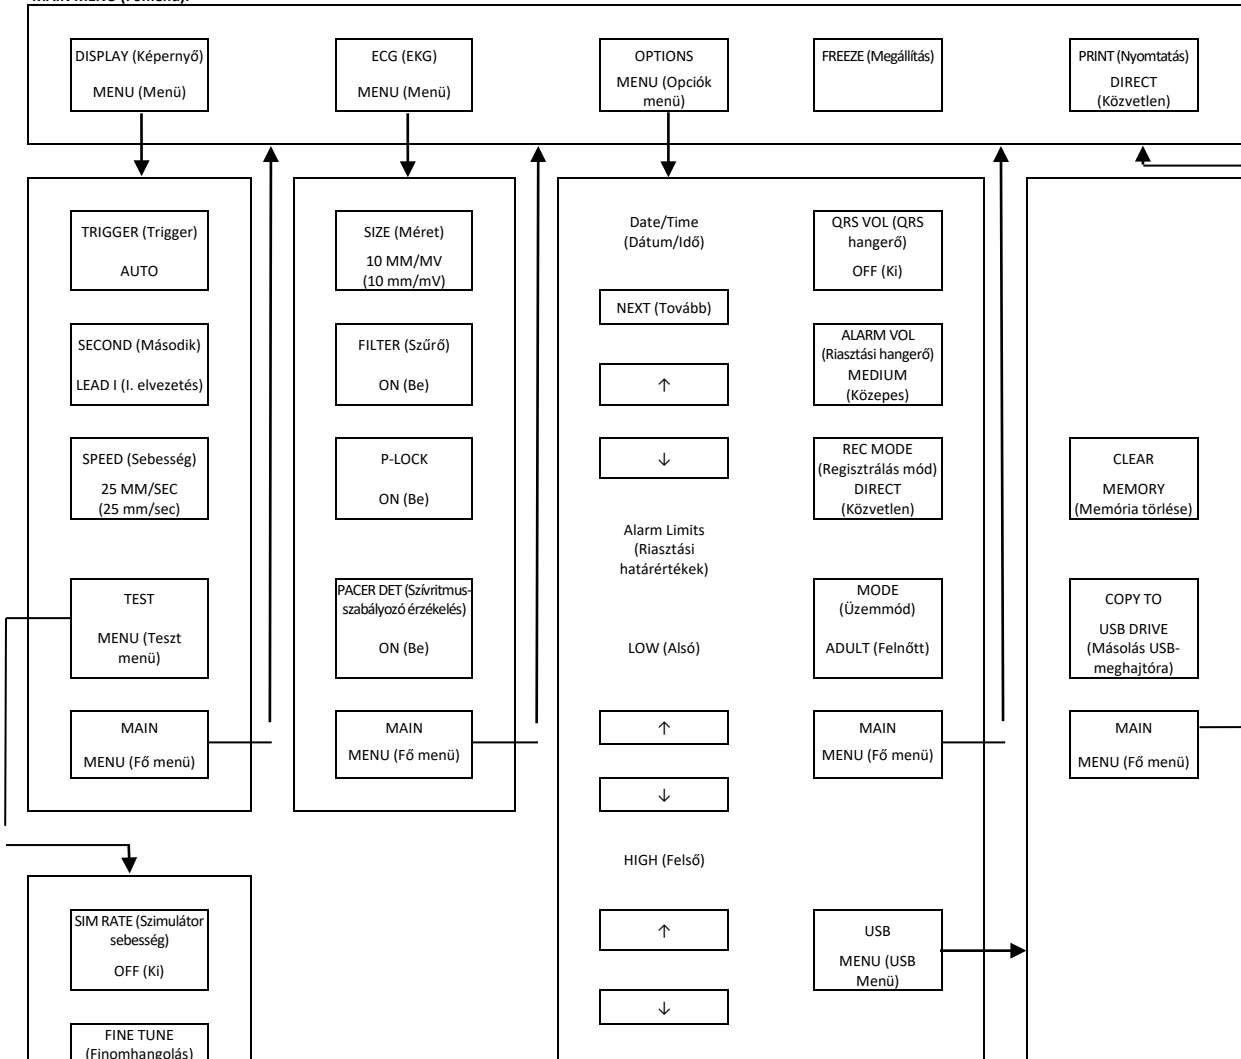 MAIN MENU (Főmenü):
DISPLAY (Képernyő)
MENU (Menü)
ECG (EKG)
MENU (Menü)
OPTIONS
MENU (Opciók
menü)
FREEZE (Megállítás)
PRINT (Nyomtatás)
DIRECT
(Közvetlen)
TRIGGER (Trigger)
AUTO
SECOND (Második)
LEAD I (I. elvezetés)
SPEED (Sebesség)
25 MM/SEC
(25 mm/sec)
TEST
MENU (Teszt
menü)
MAIN
MENU (Fő menü)
SIZE (Méret)
10 MM/MV
(10 mm/mV)
FILTER (Szűrő)
ON (Be)
P-LOCK
ON (Be)
PACER DET (Szívritmus-
szabályozó érzékelés)
ON (Be)
MAIN
MENU (Fő menü)
Date/Time
(Dátum/Idő)
NEXT (Tovább)
↑
↓
Alarm Limits
(Riasztási
határértékek)
LOW (Alsó)
↑
↓
HIGH (Felső)
↑
↓
QRS VOL (QRS
hangerő)
OFF (Ki)
ALARM VOL
(Riasztási hangerő)
MEDIUM
(Közepes)
REC MODE
(Regisztrálás mód)
DIRECT
(Közvetlen)
MODE
(Üzemmód)
ADULT (Felnőtt)
MAIN
MENU (Fő menü)
USB
MENU (USB
Menü)
CLEAR
MEMORY
(Memória törlése)
COPY TO
USB DRIVE
(Másolás USB-
meghajtóra)
MAIN
MENU (Fő menü)
SIM RATE (Szimulátor
sebesség)
OFF (Ki)
FINE TUNE
(Finomhangolás)